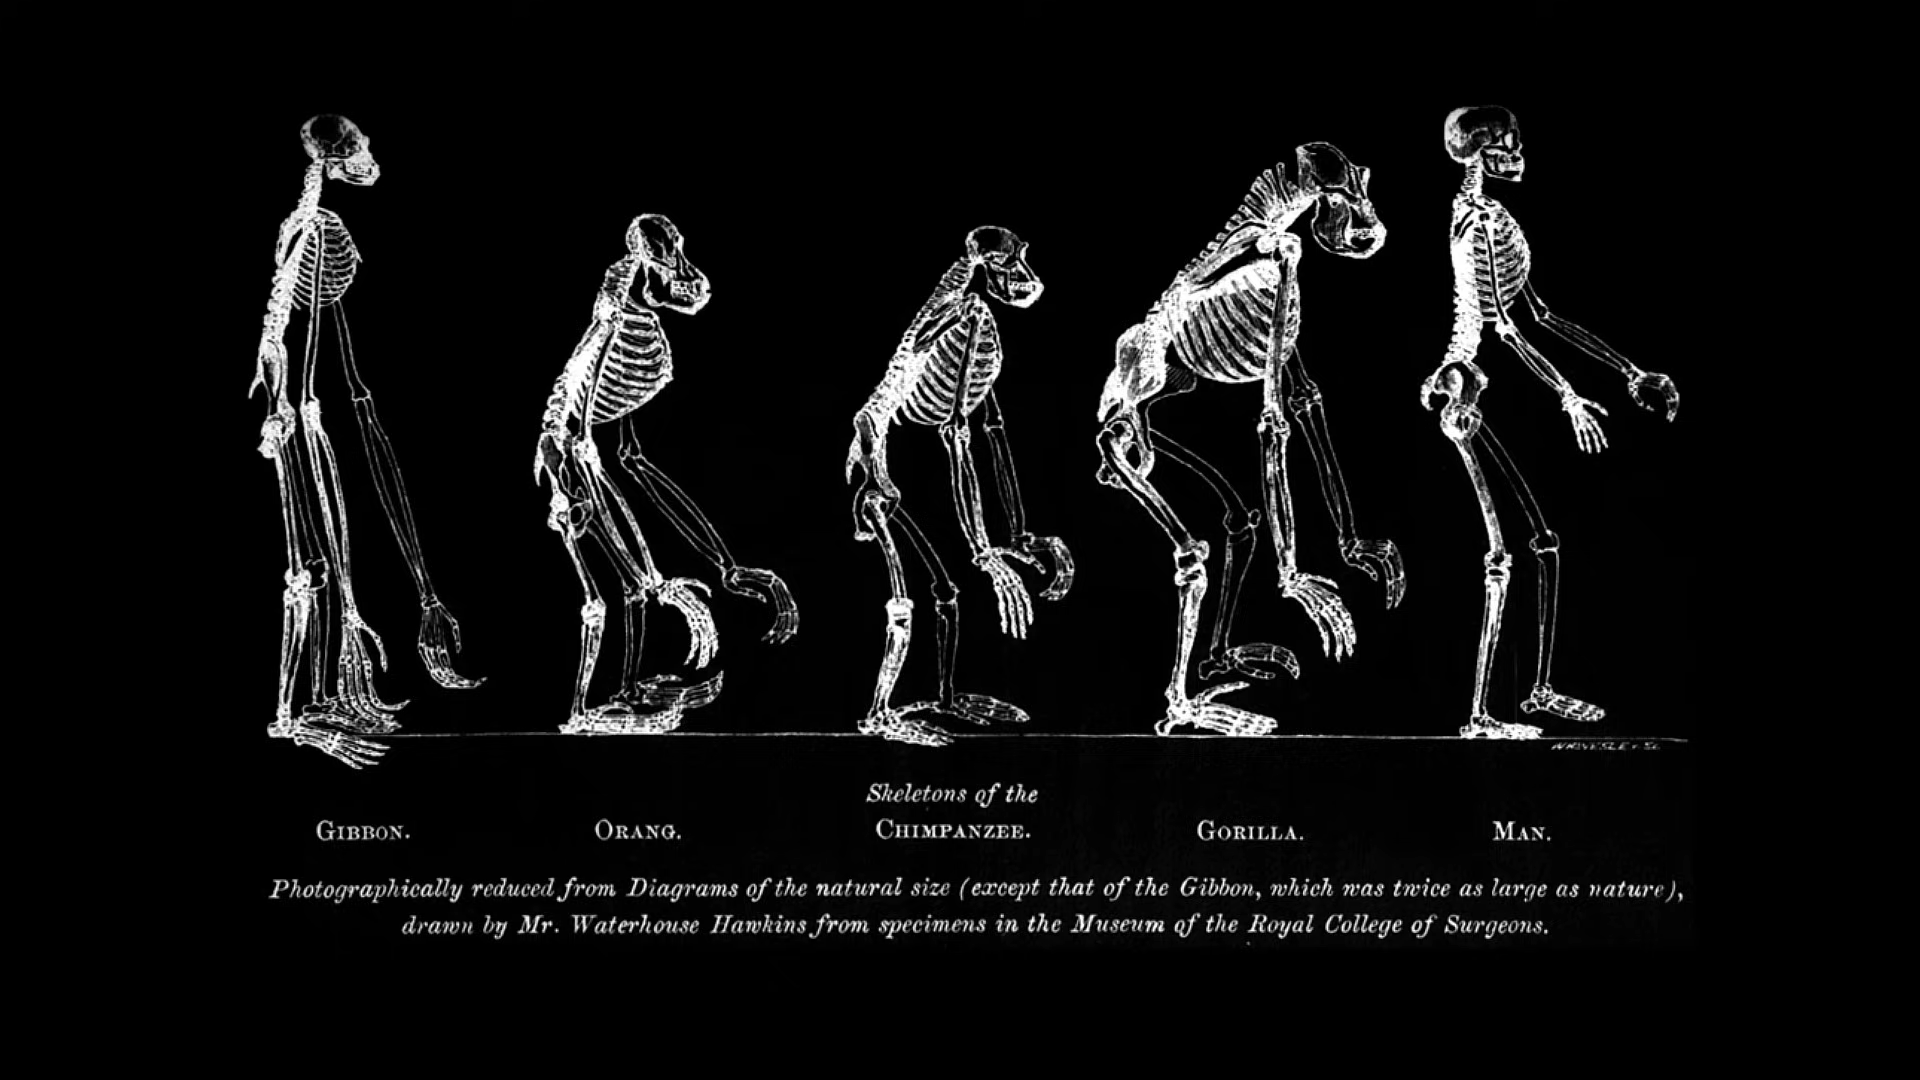 Skeletons of the
GIBBON. ORANG. CHIMPANZEE. GORILLA. MAN.
Photographically reduced from Diagrams of the natural size (except that of the Gibbon, which was twice as large as nature),
drawn by Mr. Waterhouse Hawkins from specimens in the Museum of the Royal College of Surgeons.